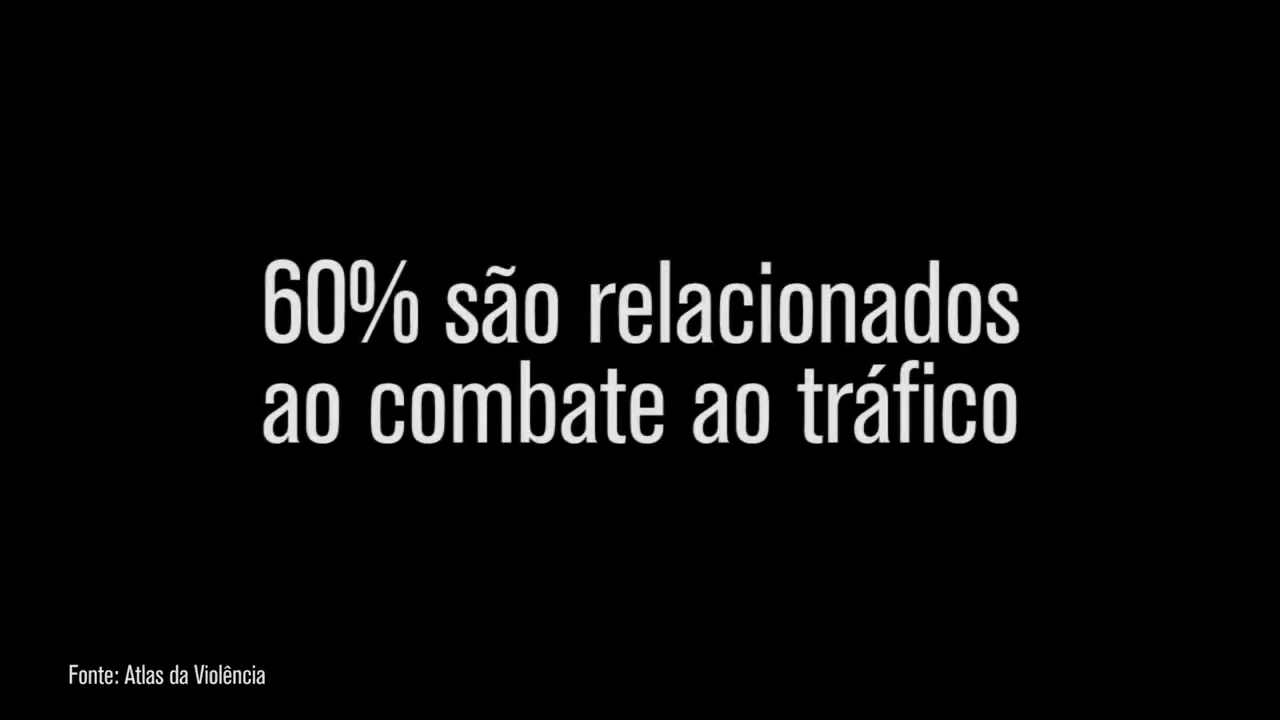 60% são relacionados
ao combate ao tráfico
Fonte: Atlas da Violência